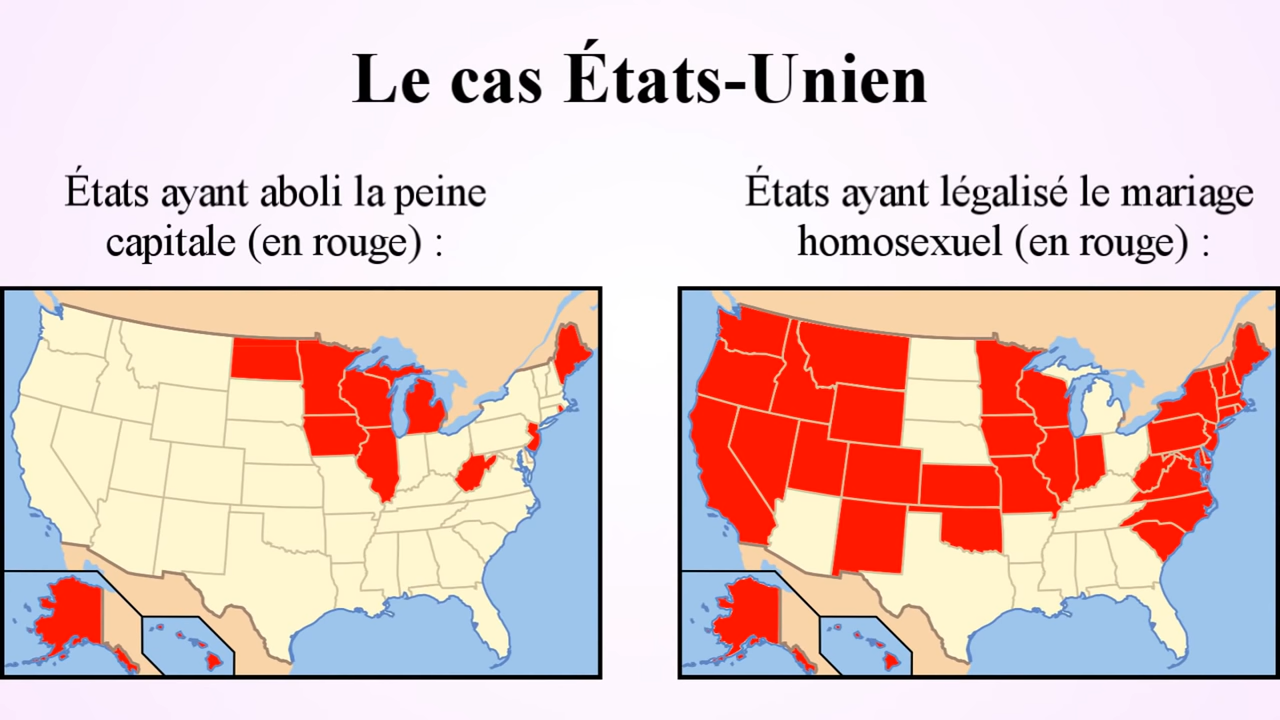 Le cas États-Unien
États ayant aboli la peine
capitale (en rouge) :
États ayant légalisé le mariage
homosexuel (en rouge) :